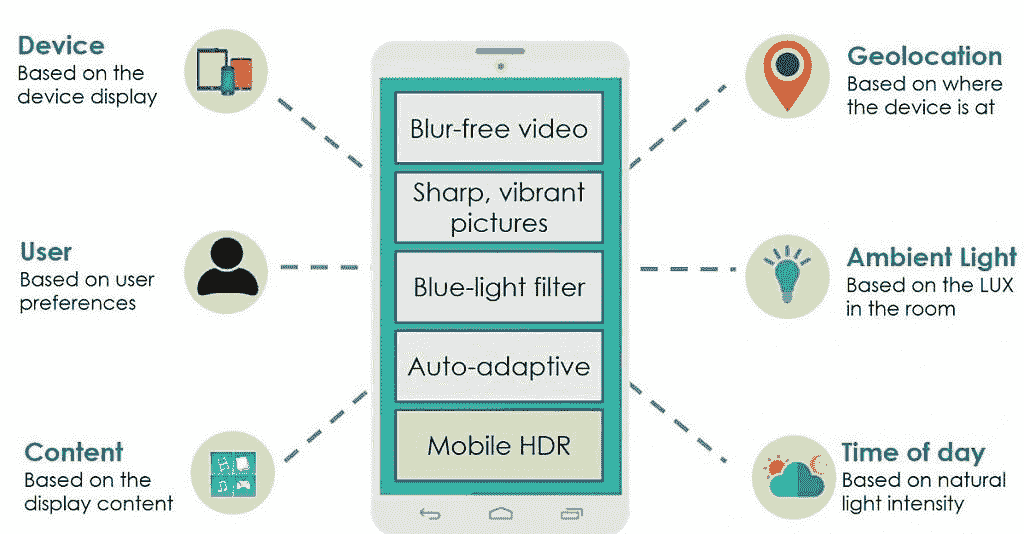 Device
Based on the
device display
User
Based on user
preferences
Content
Based on the
display content
Blur-free video
Sharp, vibrant
pictures
Blue-light filter
Auto-adaptive
Mobile HDR
Geolocation
Based on where
the device is at
Ambient Light
Based on the LUX
in the room
Time of day
Based on natural
light intensity